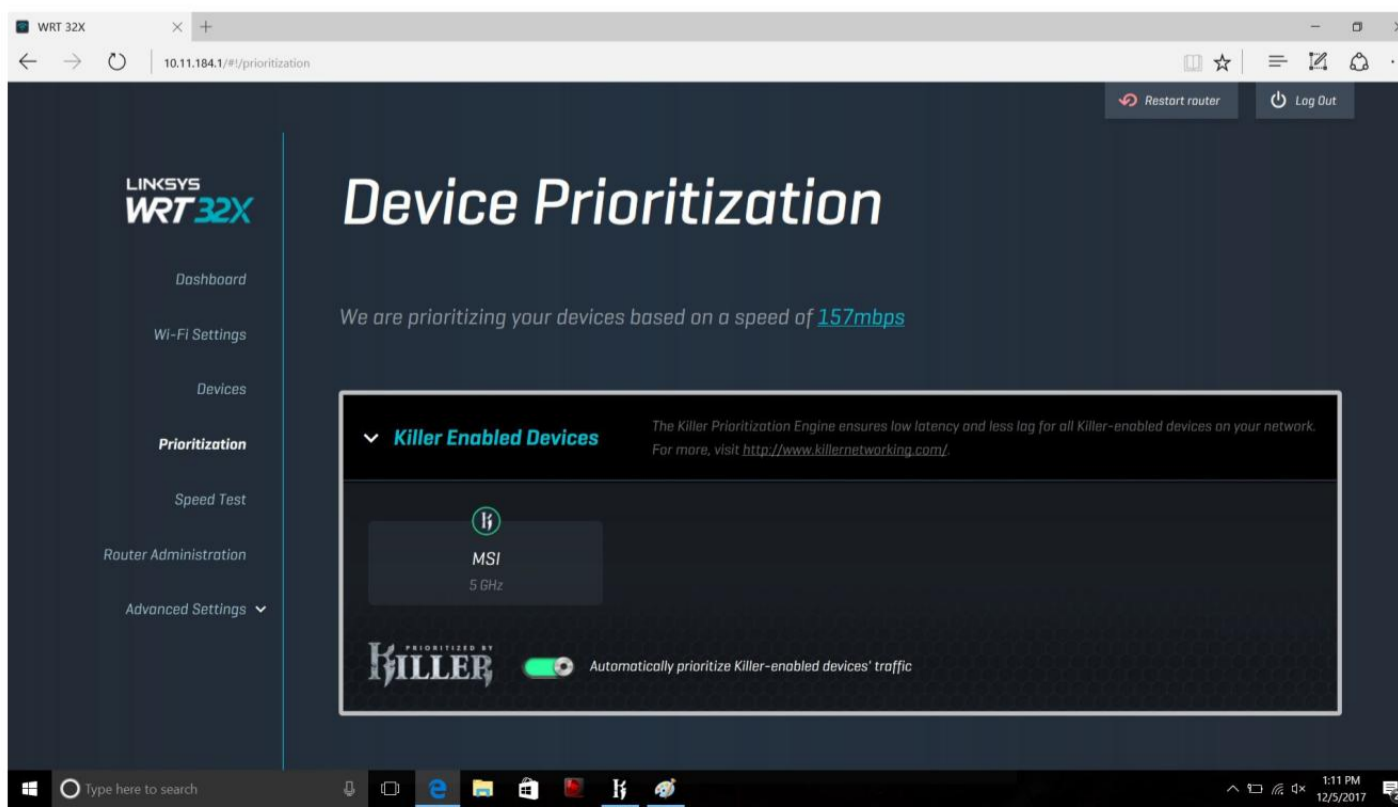 WRT 32X
10.11.184.1/#!/prioritization
Restart router
Log Out
LINKSYS
WRT 32X
Dashboard
Wi-Fi Settings
Devices
Prioritization
Speed Test
Router Administration
Advanced Settings
Device Prioritization
We are prioritizing your devices based on a speed of 157mbps
Killer Enabled Devices
The Killer Prioritization Engine ensures low latency and less lag for all Killer-enabled devices on your network.
For more, visit http://www.killernetworking.com/.
MSI
5 GHz
PRIORITIZED BY
KILLER
Automatically prioritize Killer-enabled devices' traffic
Type here to search
1:11 PM
12/5/2017